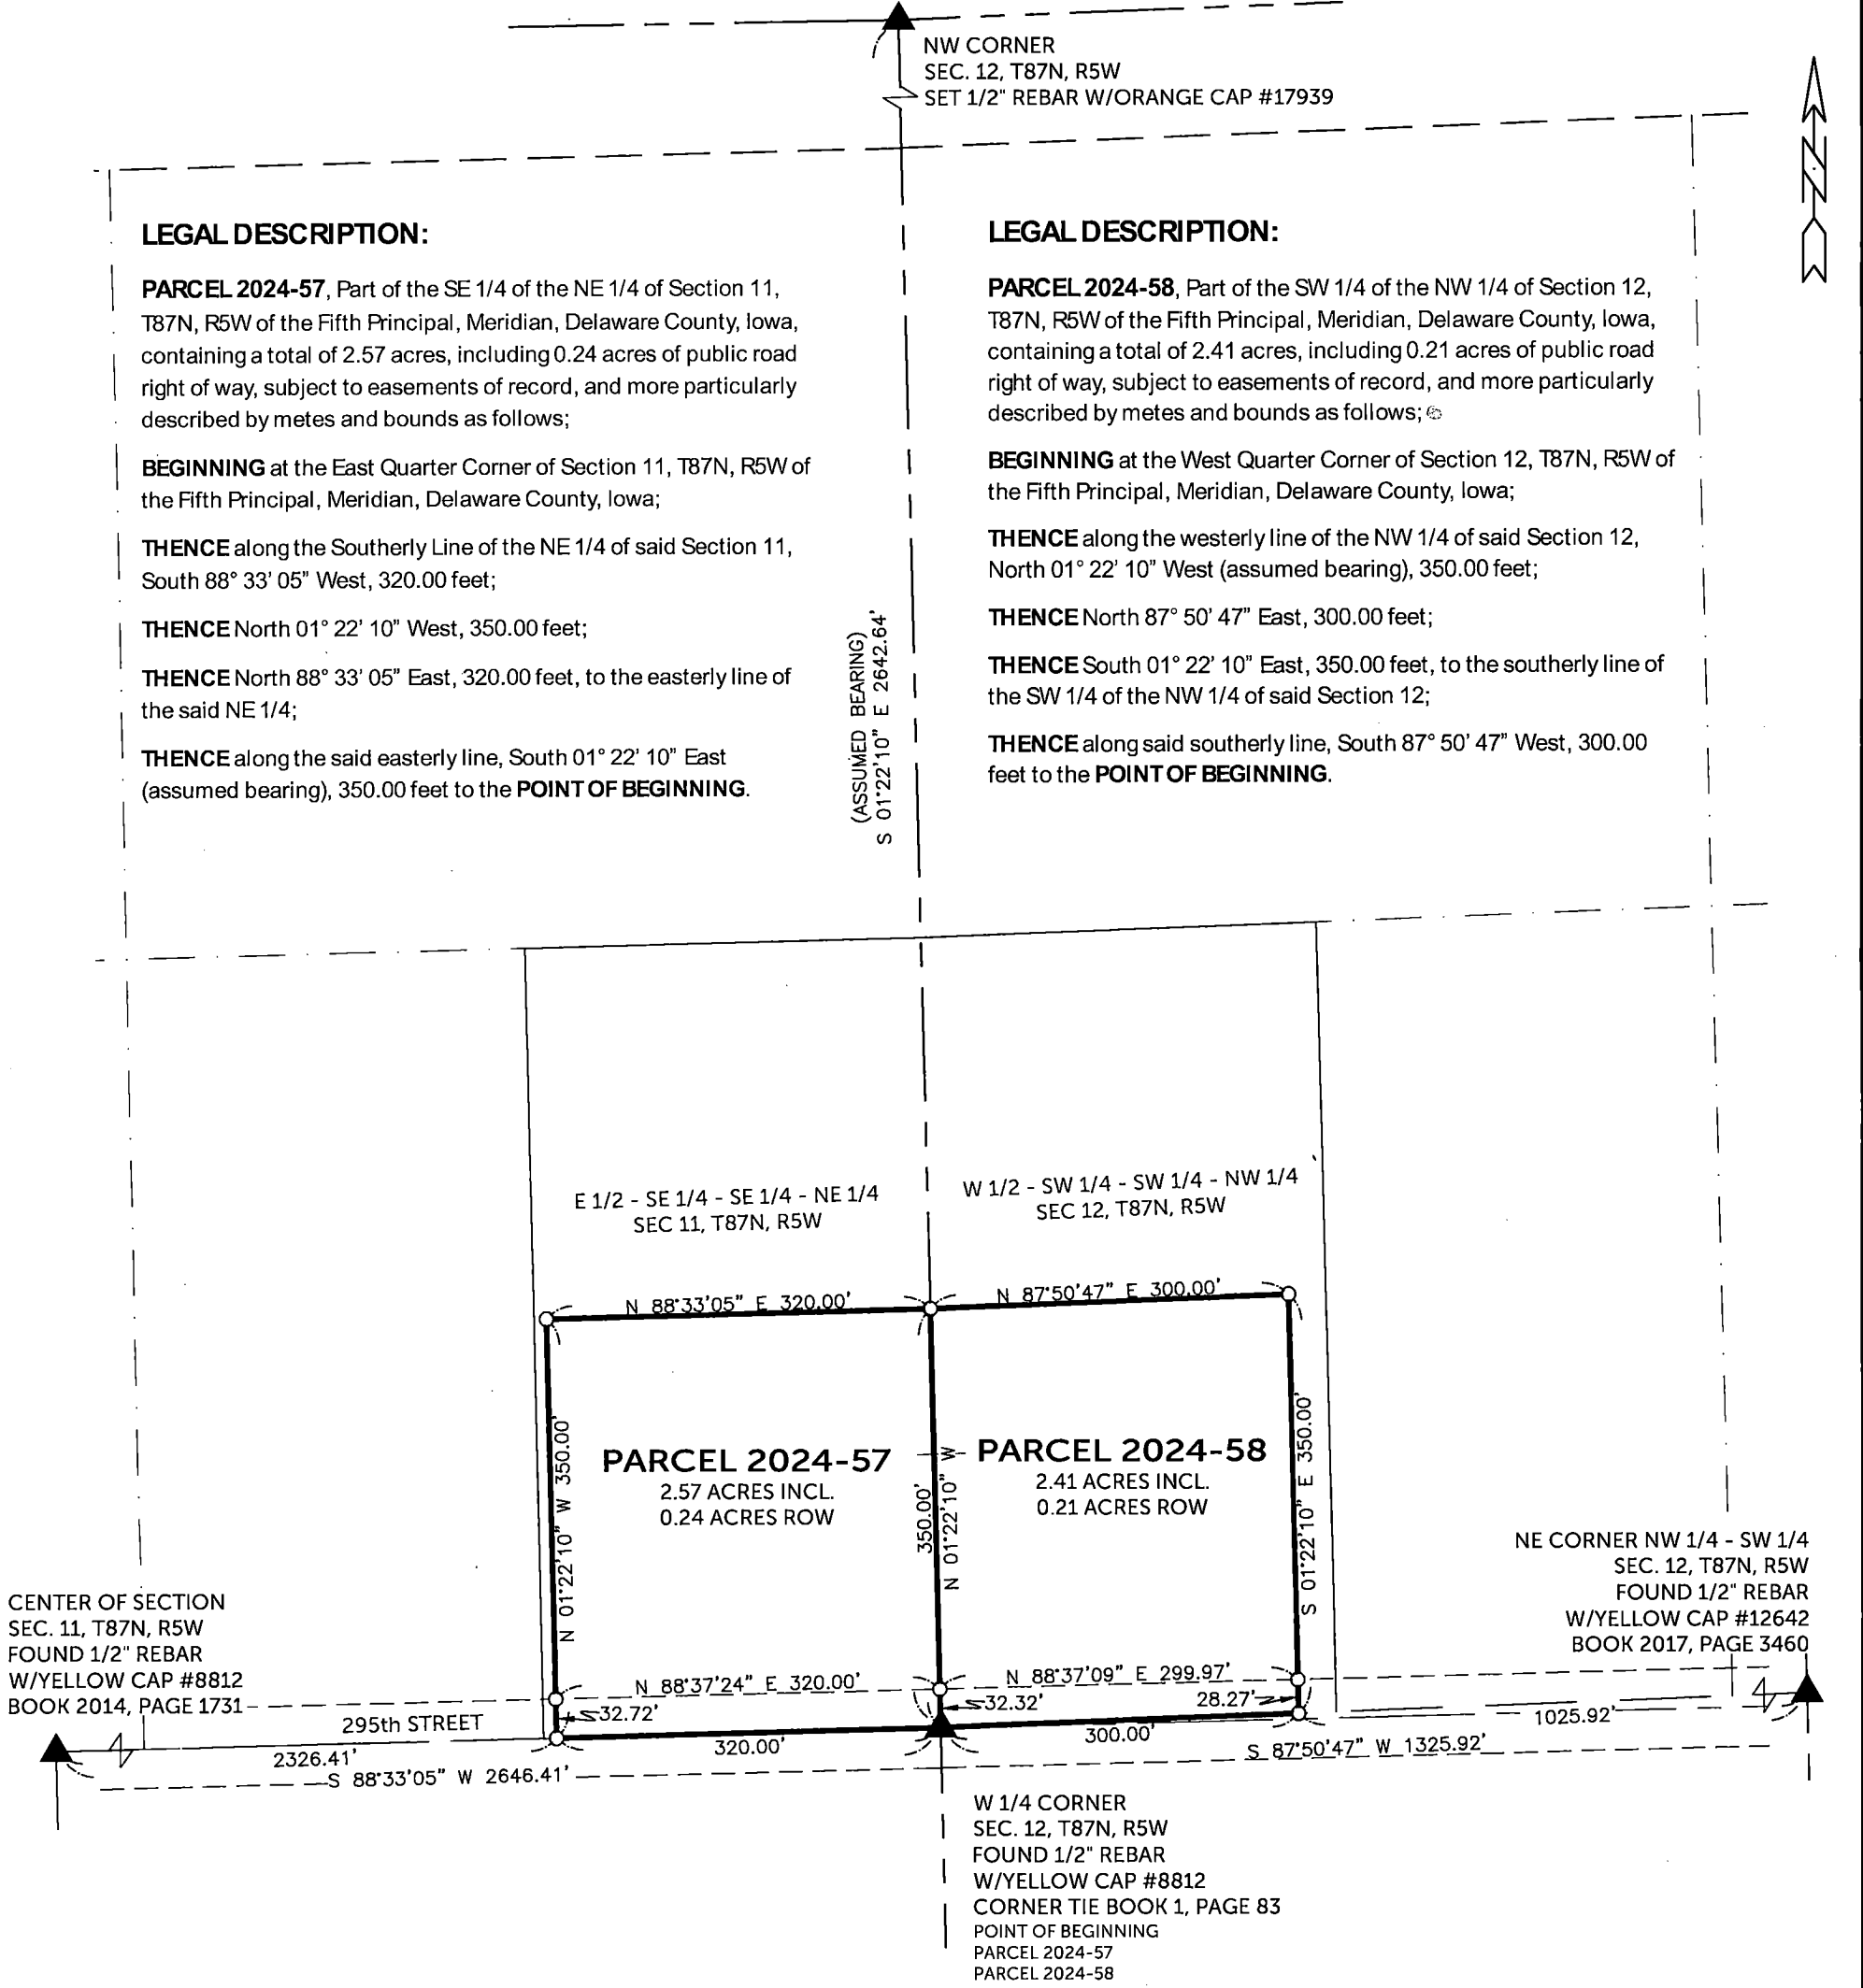 NW CORNER
SEC. 12, T87N, R5W
SET 1/2" REBAR W/ORANGE CAP #17939
N
LEGAL DESCRIPTION:
PARCEL 2024-57, Part of the SE 1/4 of the NE 1/4 of Section 11,
T87N, R5W of the Fifth Principal, Meridian, Delaware County, Iowa,
containing a total of 2.57 acres, including 0.24 acres of public road
right of way, subject to easements of record, and more particularly
described by metes and bounds as follows;
BEGINNING at the East Quarter Corner of Section 11, T87N, R5W of
the Fifth Principal, Meridian, Delaware County, Iowa;
THENCE along the Southerly Line of the NE 1/4 of said Section 11,
South 88° 33' 05" West, 320.00 feet;
THENCE North 01° 22' 10" West, 350.00 feet;
THENCE North 88° 33' 05" East, 320.00 feet, to the easterly line of
the said NE 1/4;
THENCE along the said easterly line, South 01° 22' 10" East
(assumed bearing), 350.00 feet to the POINT OF BEGINNING.
LEGAL DESCRIPTION:
PARCEL 2024-58, Part of the SW 1/4 of the NW 1/4 of Section 12,
T87N, R5W of the Fifth Principal, Meridian, Delaware County, Iowa,
containing a total of 2.41 acres, including 0.21 acres of public road
right of way, subject to easements of record, and more particularly
described by metes and bounds as follows;
BEGINNING at the West Quarter Corner of Section 12, T87N, R5W of
the Fifth Principal, Meridian, Delaware County, Iowa;
THENCE along the westerly line of the NW 1/4 of said Section 12,
North 01° 22' 10" West (assumed bearing), 350.00 feet;
THENCE North 87° 50' 47" East, 300.00 feet;
THENCE South 01° 22' 10" East, 350.00 feet, to the southerly line of
the SW 1/4 of the NW 1/4 of said Section 12;
THENCE along said southerly line, South 87° 50' 47" West, 300.00
feet to the POINT OF BEGINNING.
(ASSUMED BEARING)
S 01°22'10" E 2642.64'
E 1/2 - SE 1/4 - SE 1/4 - NE 1/4
SEC 11, T87N, R5W
W 1/2 - SW 1/4 - SW 1/4 - NW 1/4
SEC 12, T87N, R5W
N 88°33'05" E 320.00'
N 87°50'47" E 300.00'
N 01°22'10" W 350.00'
PARCEL 2024-57
2.57 ACRES INCL.
0.24 ACRES ROW
350.00'
N 01°22'10" W
PARCEL 2024-58
2.41 ACRES INCL.
0.21 ACRES ROW
S 01°22'10" E 350.00'
NE CORNER NW 1/4 - SW 1/4
SEC. 12, T87N, R5W
FOUND 1/2" REBAR
W/YELLOW CAP #12642
BOOK 2017, PAGE 3460
CENTER OF SECTION
SEC. 11, T87N, R5W
FOUND 1/2" REBAR
W/YELLOW CAP #8812
BOOK 2014, PAGE 1731
N 88°37'24" E 320.00'
N 88°37'09" E 299.97'
32.72'
32.32'
28.27'
295th STREET
2326.41'
320.00'
300.00'
1025.92'
S 88°33'05" W 2646.41'
S 87°50'47" W 1325.92'
W 1/4 CORNER
SEC. 12, T87N, R5W
FOUND 1/2" REBAR
W/YELLOW CAP #8812
CORNER TIE BOOK 1, PAGE 83
POINT OF BEGINNING
PARCEL 2024-57
PARCEL 2024-58